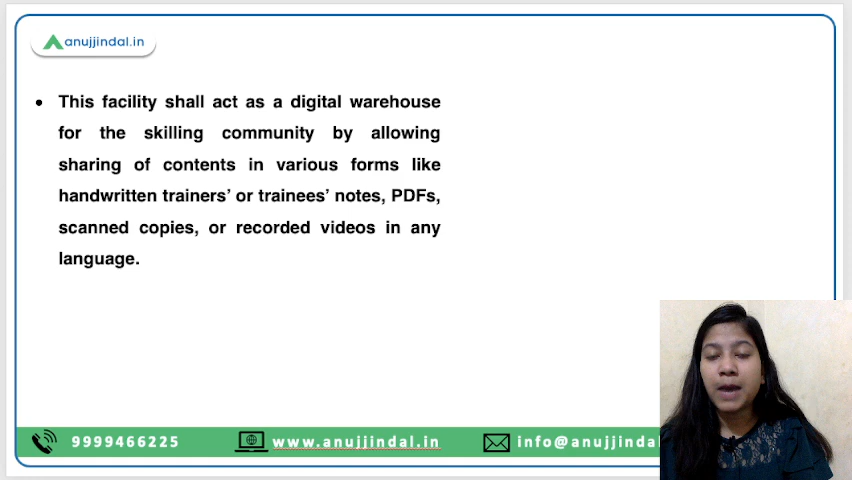 anujjindal.in
• This facility shall act as a digital warehouse
for the skilling community by allowing
sharing of contents in various forms like
handwritten trainers’ or trainees’ notes, PDFs,
scanned copies, or recorded videos in any
language.
9999466225 www.anujjindal.in info@anujjindal